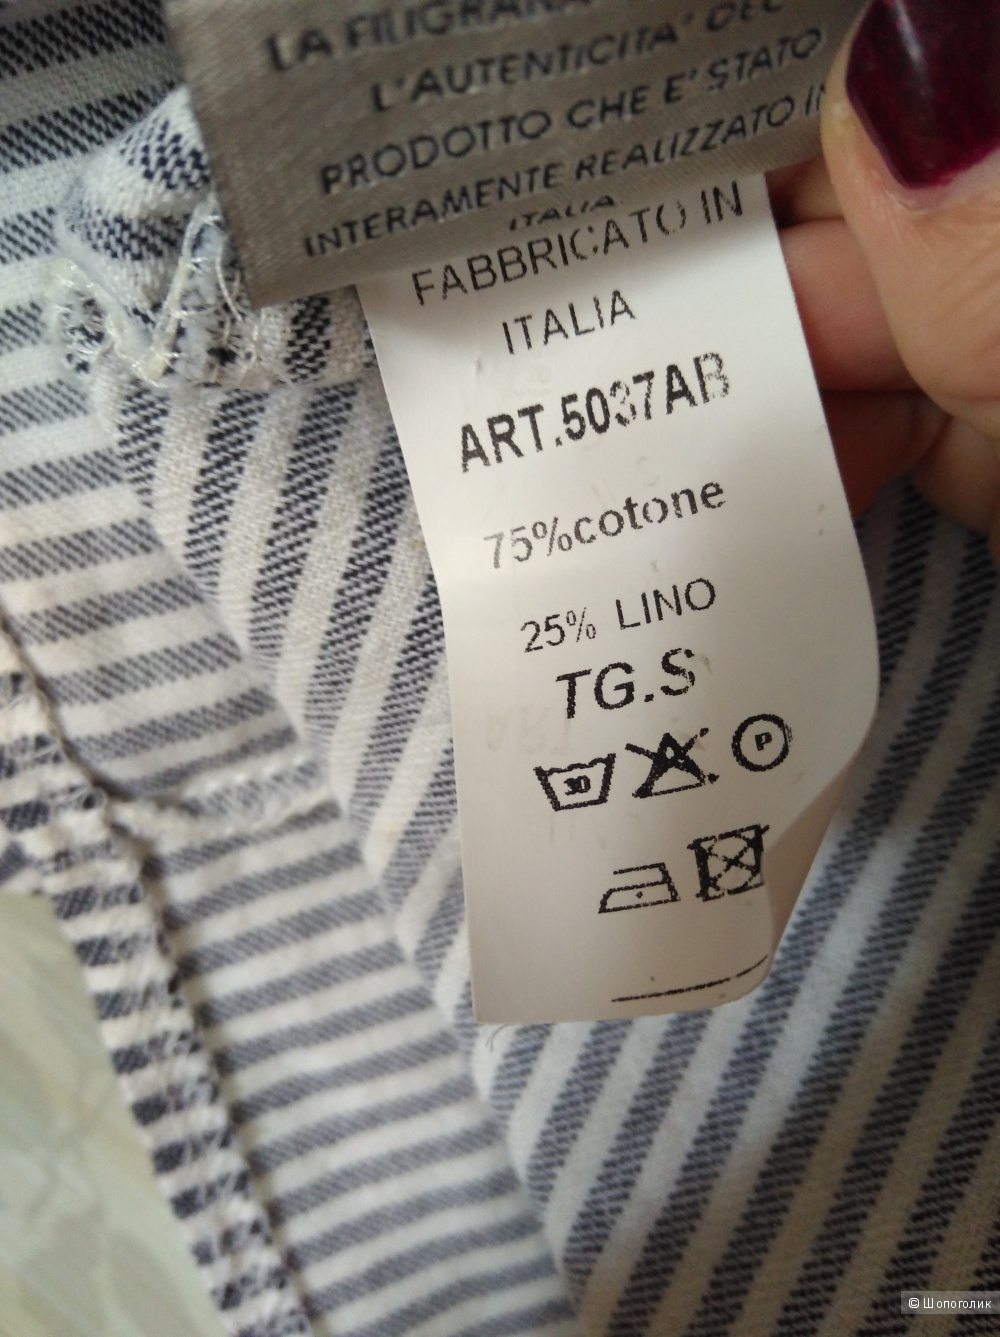 LA FILIGRANA
L'AUTENTICITA' DEL
PRODOTTO CHE E' STATO
INTERAMENTE REALIZZATO IN
ITALIA
FABBRICATO IN
ITALIA
ART.5037AB
75%cotone
25% LINO
TG.S
30
P
© Шопоголик